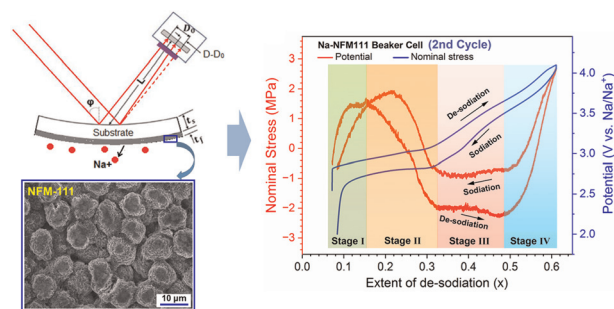 D₀
D-D₀
L
φ
Substrate
tₛ
t_f
Na+
NFM-111
10 μm
Na-NFM111 Beaker Cell (2nd Cycle)
Potential
Nominal stress
Nominal Stress (MPa)
3
2
1
0
−1
−2
−3
De-sodiation
Sodiation
Sodiation
De-sodiation
Stage I
Stage II
Stage III
Stage IV
0.0
0.1
0.2
0.3
0.4
0.5
0.6
Extent of de-sodiation (x)
4.0
3.5
3.0
2.5
2.0
Potential (V vs. Na/Na⁺)